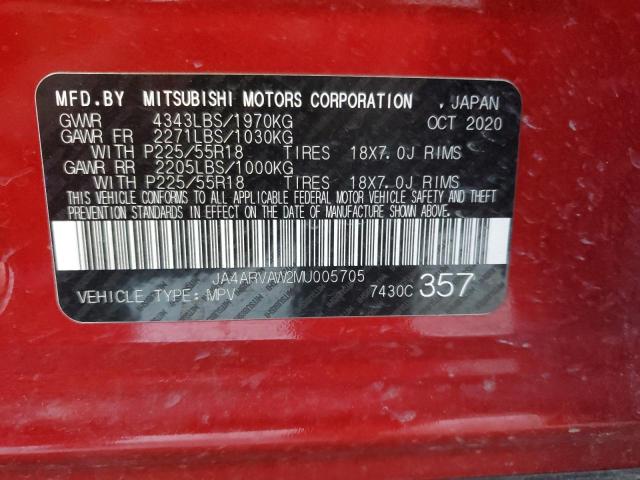 MFD.BY MITSUBISHI MOTORS CORPORATION , JAPAN
GVWR 4343LBS/1970KG OCT 2020
GAWR FR 2271LBS/1030KG
WITH P225/55R18 TIRES 18X7.0J RIMS
GAWR RR 2205LBS/1000KG
WITH P225/55R18 TIRES 18X7.0J RIMS
THIS VEHICLE CONFORMS TO ALL APPLICABLE FEDERAL MOTOR VEHICLE SAFETY AND THEFT
PREVENTION STANDARDS IN EFFECT ON THE DATE OF MANUFACTURE SHOWN ABOVE.
JA4ARVAW2MU005705
VEHICLE TYPE:MPV 7430C 357